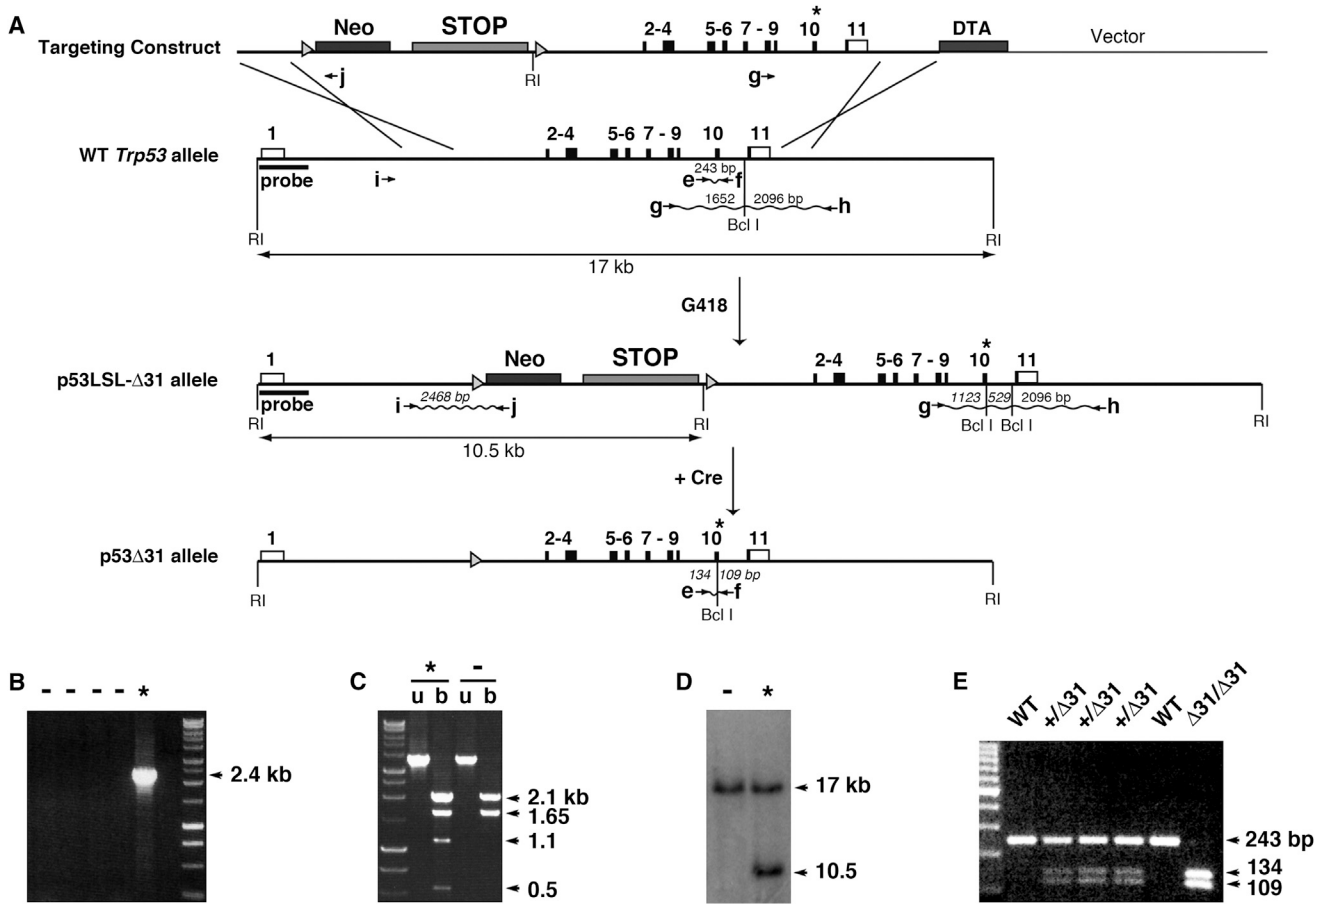 A
Neo STOP 2-4 5-6 7 - 9 * 10 11 DTA
Targeting Construct Vector
j RI g
WT Trp53 allele 1 2-4 5-6 7 - 9 10 11
probe i e 243 bp f
g 1652 2096 bp h
Bcl I
RI RI
17 kb
G418
p53LSL-Δ31 allele 1 Neo STOP 2-4 5-6 7 - 9 * 10 11
probe i 2468 bp j g 1123 529 2096 bp h
RI RI Bcl I Bcl I RI
10.5 kb
+ Cre
p53Δ31 allele 1 2-4 5-6 7 - 9 * 10 11
134 109 bp
e f
RI Bcl I RI
B
- - - - *
2.4 kb
C
* -
u b u b
2.1 kb
1.65
1.1
0.5
D
- *
17 kb
10.5
E
WT +/Δ31 +/Δ31 +/Δ31 WT Δ31/Δ31
243 bp
134
109